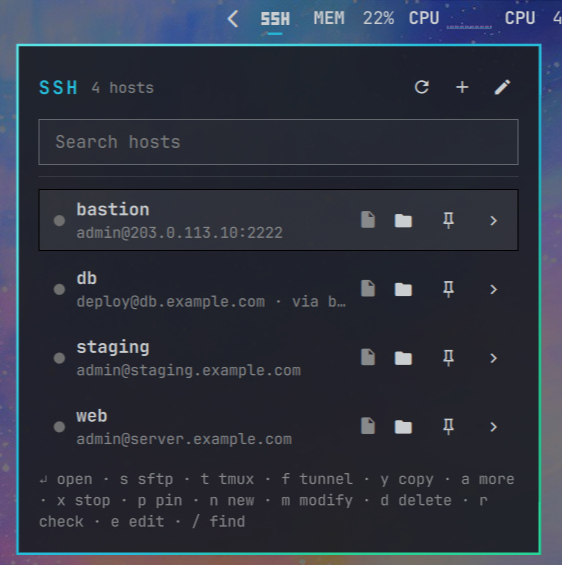 SSH MEM 22% CPU CPU 4
SSH 4 hosts
Search hosts
bastion
admin@203.0.113.10:2222
db
deploy@db.example.com · via b…
staging
admin@staging.example.com
web
admin@server.example.com
↲ open · s sftp · t tmux · f tunnel · y copy · a more
· x stop · p pin · n new · m modify · d delete · r
check · e edit · / find